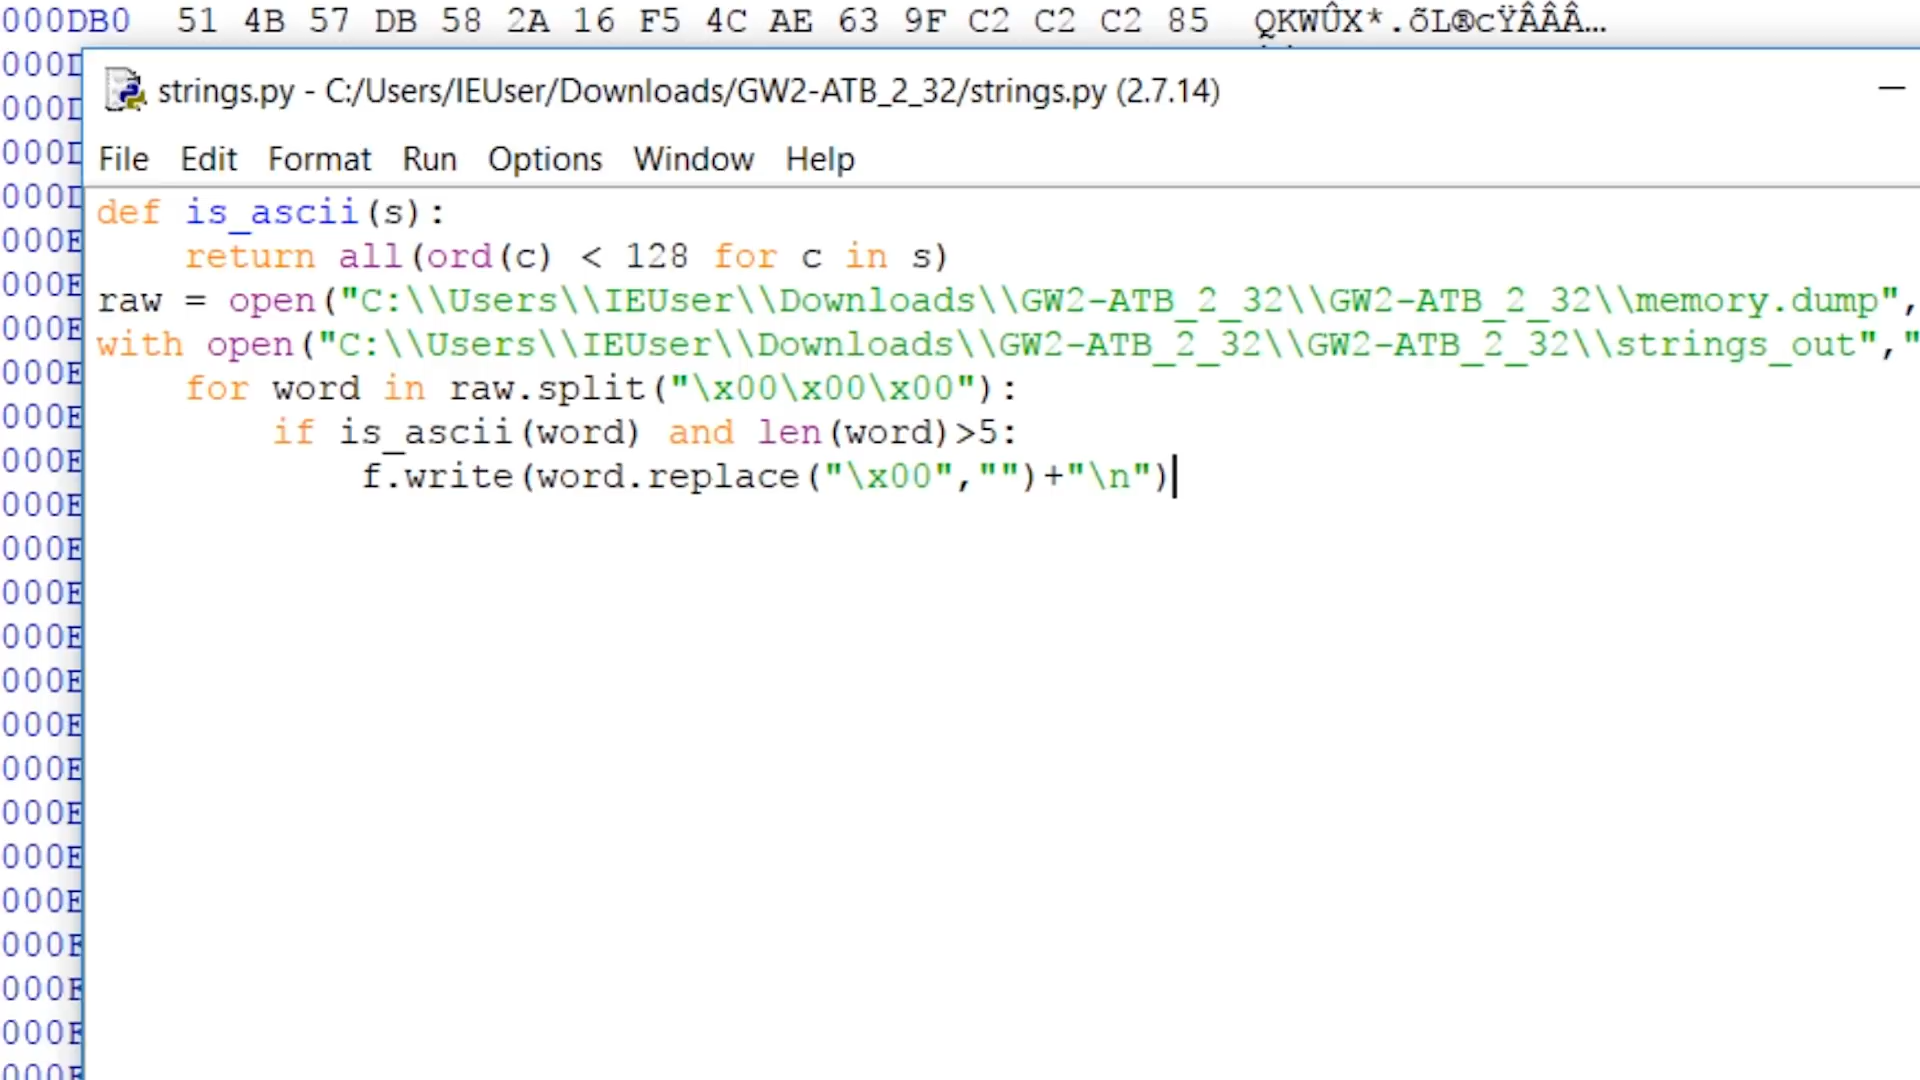 000DB0 51 4B 57 DB 58 2A 16 F5 4C AE 63 9F C2 C2 C2 85 QKWÛX*.õL®cŸÂÂÂ…
strings.py - C:/Users/IEUser/Downloads/GW2-ATB_2_32/strings.py (2.7.14)
File Edit Format Run Options Window Help
def is_ascii(s):
    return all(ord(c) < 128 for c in s)
raw = open("C:\\Users\\IEUser\\Downloads\\GW2-ATB_2_32\\GW2-ATB_2_32\\memory.dump",
with open("C:\\Users\\IEUser\\Downloads\\GW2-ATB_2_32\\GW2-ATB_2_32\\strings_out","
    for word in raw.split("\x00\x00\x00"):
        if is_ascii(word) and len(word)>5:
            f.write(word.replace("\x00","")+"\n")